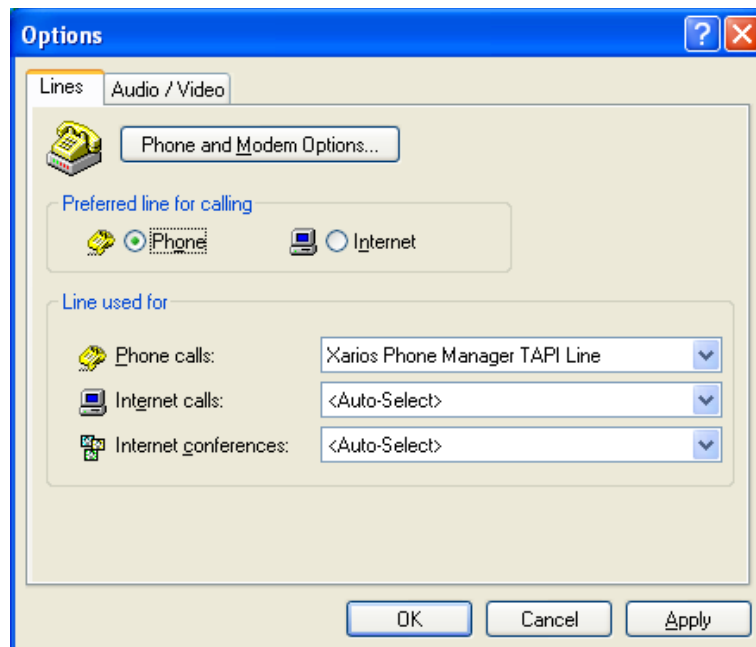 Options
Lines Audio / Video
Phone and Modem Options...
Preferred line for calling
Phone Internet
Line used for
Phone calls: Xarios Phone Manager TAPI Line
Internet calls: <Auto-Select>
Internet conferences: <Auto-Select>
OK Cancel Apply